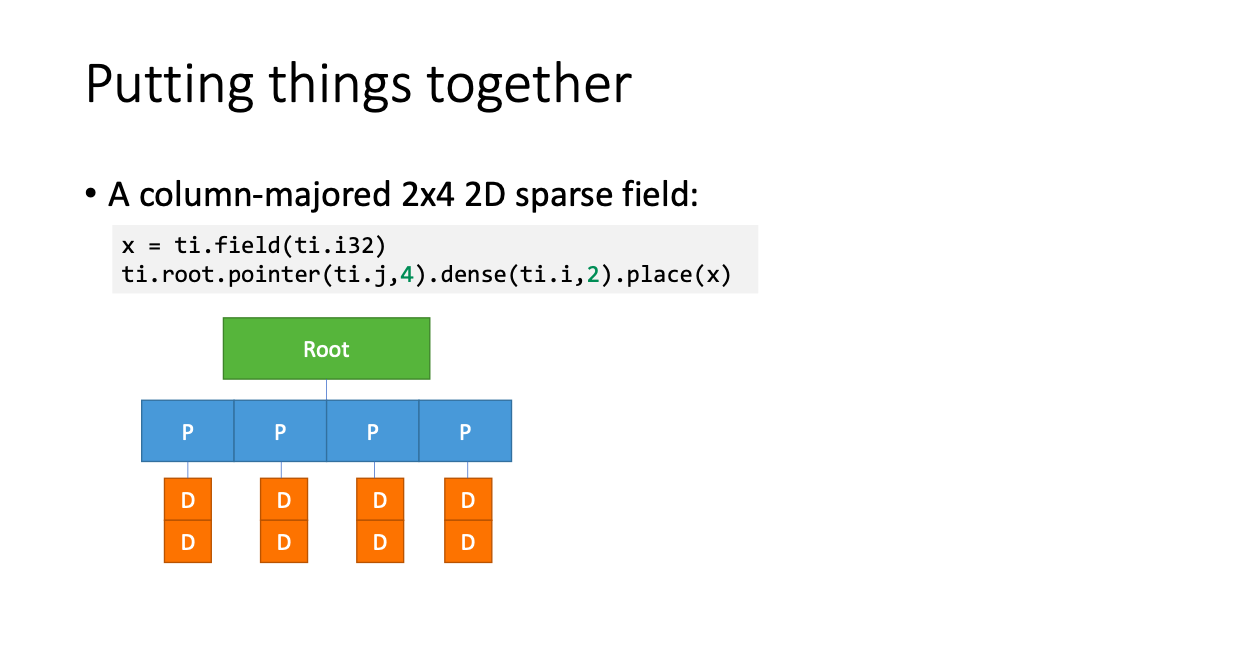 Putting things together
• A column-majored 2x4 2D sparse field:
x = ti.field(ti.i32)
ti.root.pointer(ti.j,4).dense(ti.i,2).place(x)
Root
P P P P
D D D D
D D D D